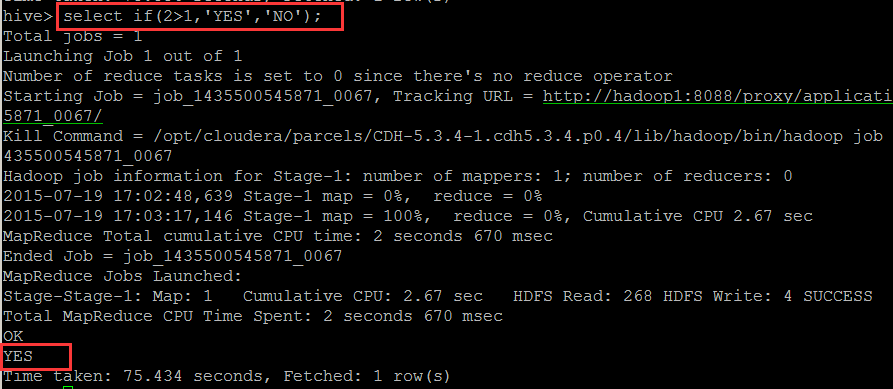 hive> select if(2>1,'YES','NO');
Total jobs = 1
Launching Job 1 out of 1
Number of reduce tasks is set to 0 since there's no reduce operator
Starting Job = job_1435500545871_0067, Tracking URL = http://hadoop1:8088/proxy/applicati
5871_0067/
Kill Command = /opt/cloudera/parcels/CDH-5.3.4-1.cdh5.3.4.p0.4/lib/hadoop/bin/hadoop job
435500545871_0067
Hadoop job information for Stage-1: number of mappers: 1; number of reducers: 0
2015-07-19 17:02:48,639 Stage-1 map = 0%,  reduce = 0%
2015-07-19 17:03:17,146 Stage-1 map = 100%,  reduce = 0%, Cumulative CPU 2.67 sec
MapReduce Total cumulative CPU time: 2 seconds 670 msec
Ended Job = job_1435500545871_0067
MapReduce Jobs Launched:
Stage-Stage-1: Map: 1   Cumulative CPU: 2.67 sec   HDFS Read: 268 HDFS Write: 4 SUCCESS
Total MapReduce CPU Time Spent: 2 seconds 670 msec
OK
YES
Time taken: 75.434 seconds, Fetched: 1 row(s)